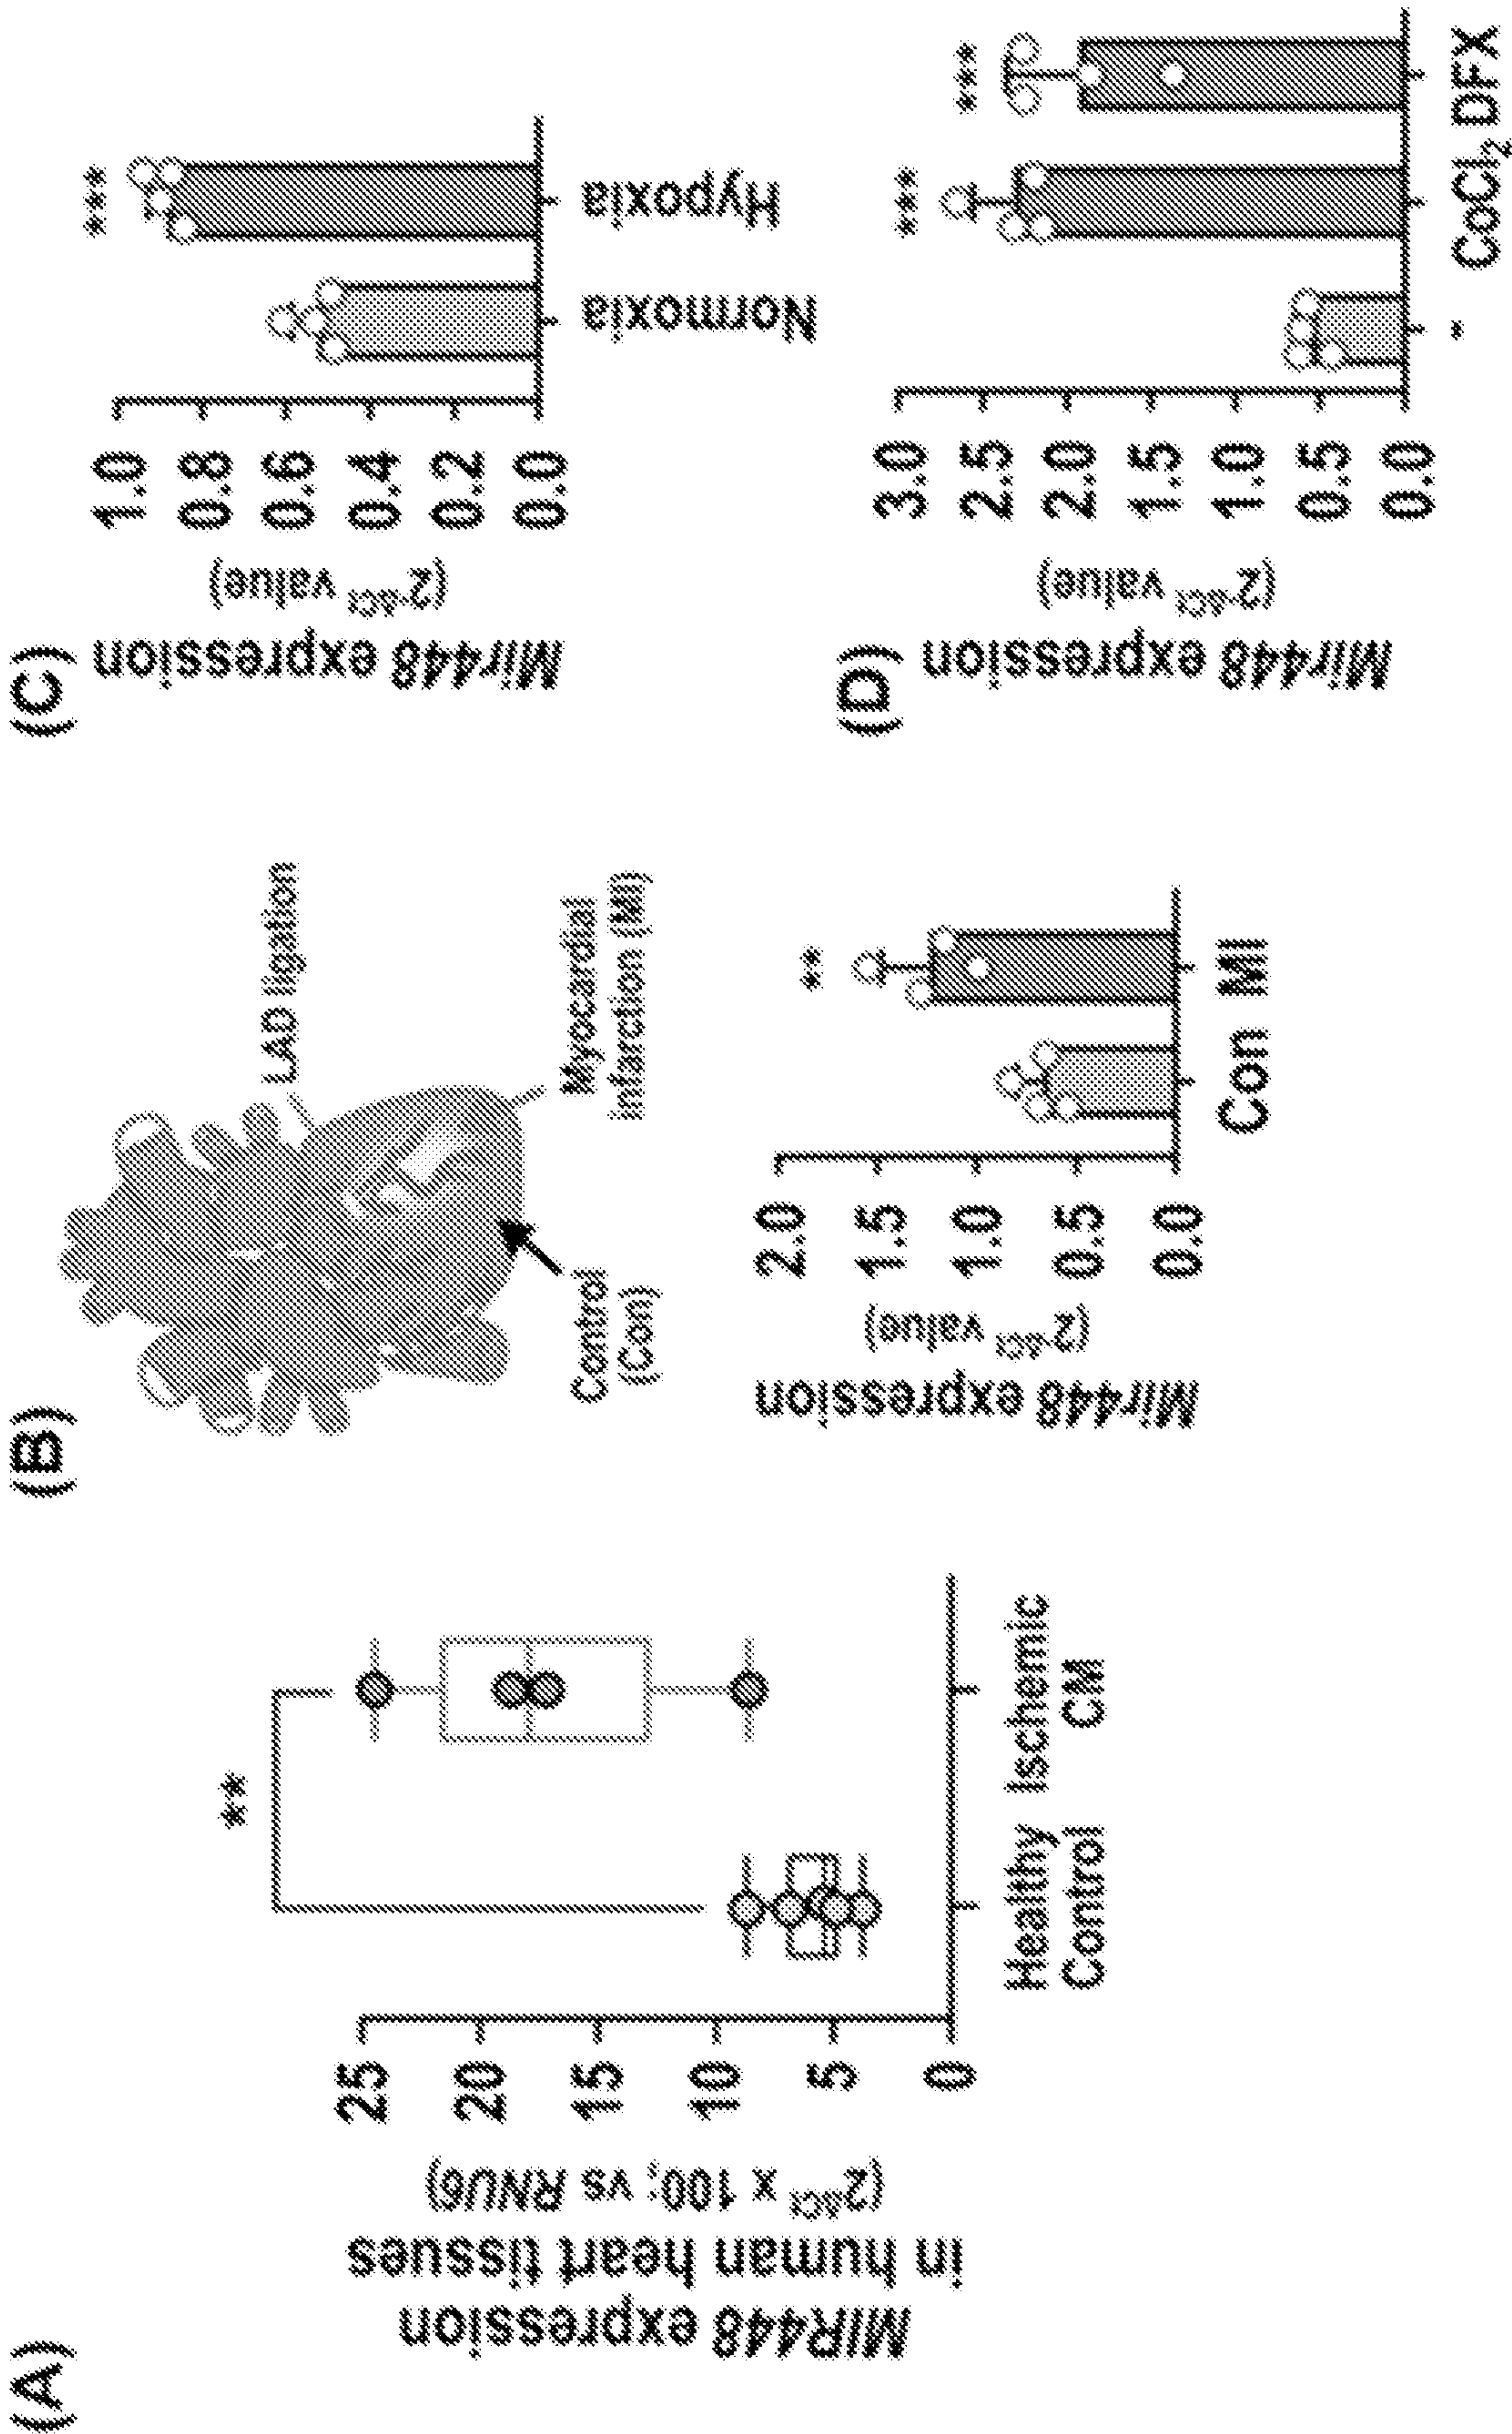 (A)
MIR448 expression
in human heart tissues
(2^ΔCt x 100; vs RNU6)
25
20
15
10
5
0
**
Healthy
Control
Ischemic
CM
(B)
LAD ligation
Myocardial
infarction (MI)
Control
(Con)
Mir448 expression
(2^-ΔCt value)
2.0
1.5
1.0
0.5
0.0
**
Con
MI
(C)
Mir448 expression
(2^-ΔCt value)
1.0
0.8
0.6
0.4
0.2
0.0
***
Normoxia
Hypoxia
(D)
Mir448 expression
(2^-ΔCt value)
3.0
2.5
2.0
1.5
1.0
0.5
0.0
***
***
-
CoCl₂
DFX